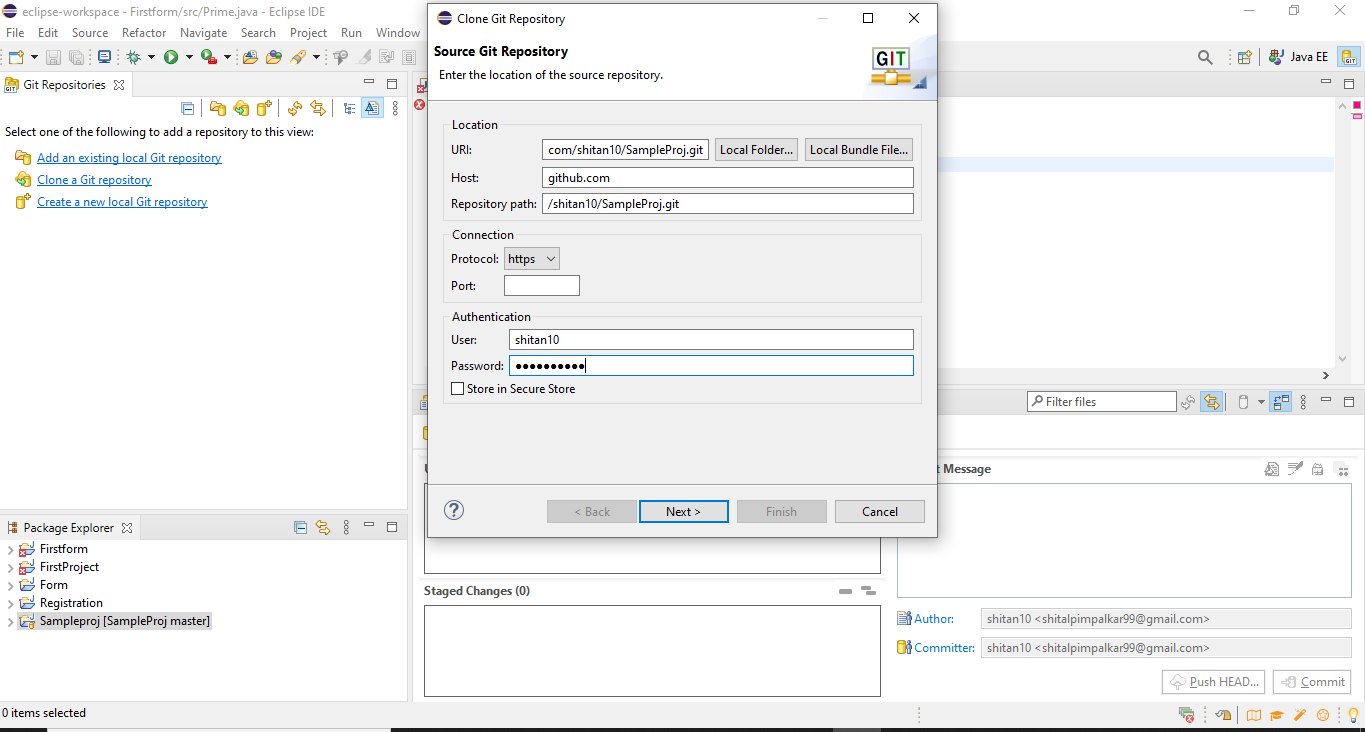 eclipse-workspace - Firstform/src/Prime.java - Eclipse IDE
File Edit Source Refactor Navigate Search Project Run Window
Java EE
Git Repositories
Select one of the following to add a repository to this view:
Add an existing local Git repository
Clone a Git repository
Create a new local Git repository
Clone Git Repository
Source Git Repository
Enter the location of the source repository.
GIT
Location
URI: com/shitan10/SampleProj.git Local Folder... Local Bundle File...
Host: github.com
Repository path: /shitan10/SampleProj.git
Connection
Protocol: https
Port:
Authentication
User: shitan10
Password: ●●●●●●●●●●
Store in Secure Store
< Back Next > Finish Cancel
Filter files
Message
Package Explorer
Firstform
FirstProject
Form
Registration
Sampleproj [SampleProj master]
Staged Changes (0)
Author: shitan10 <shitalpimpalkar99@gmail.com>
Committer: shitan10 <shitalpimpalkar99@gmail.com>
Push HEAD... Commit
0 items selected